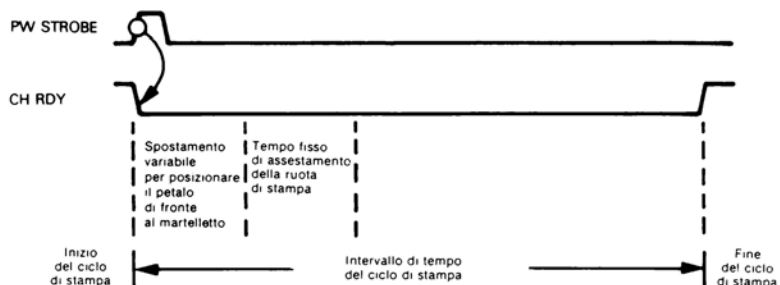 PW STROBE
CH RDY
Spostamento
variabile
per posizionare
il petalo
di fronte
al martelletto
Tempo fisso
di assestamento
della ruota
di stampa
Inizio
del ciclo
di stampa
Intervallo di tempo
del ciclo di stampa
Fine
del ciclo
di stampa